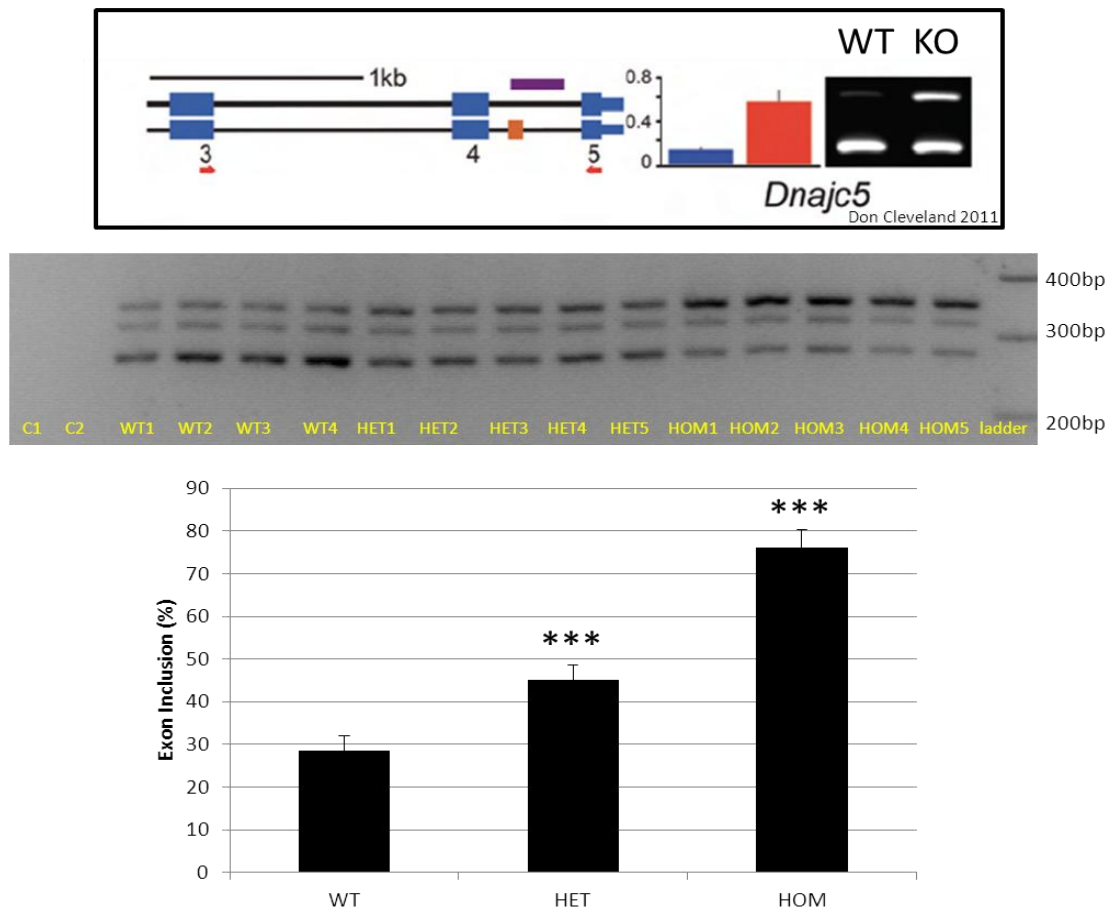 WT KO
1kb
0.8
0.4
0
3 4 5
Dnajc5
Don Cleveland 2011
400bp
300bp
200bp
C1 C2 WT1 WT2 WT3 WT4 HET1 HET2 HET3 HET4 HET5 HOM1 HOM2 HOM3 HOM4 HOM5 ladder
90
80
70
60
50
40
30
20
10
0
Exon Inclusion (%)
***
***
WT HET HOM